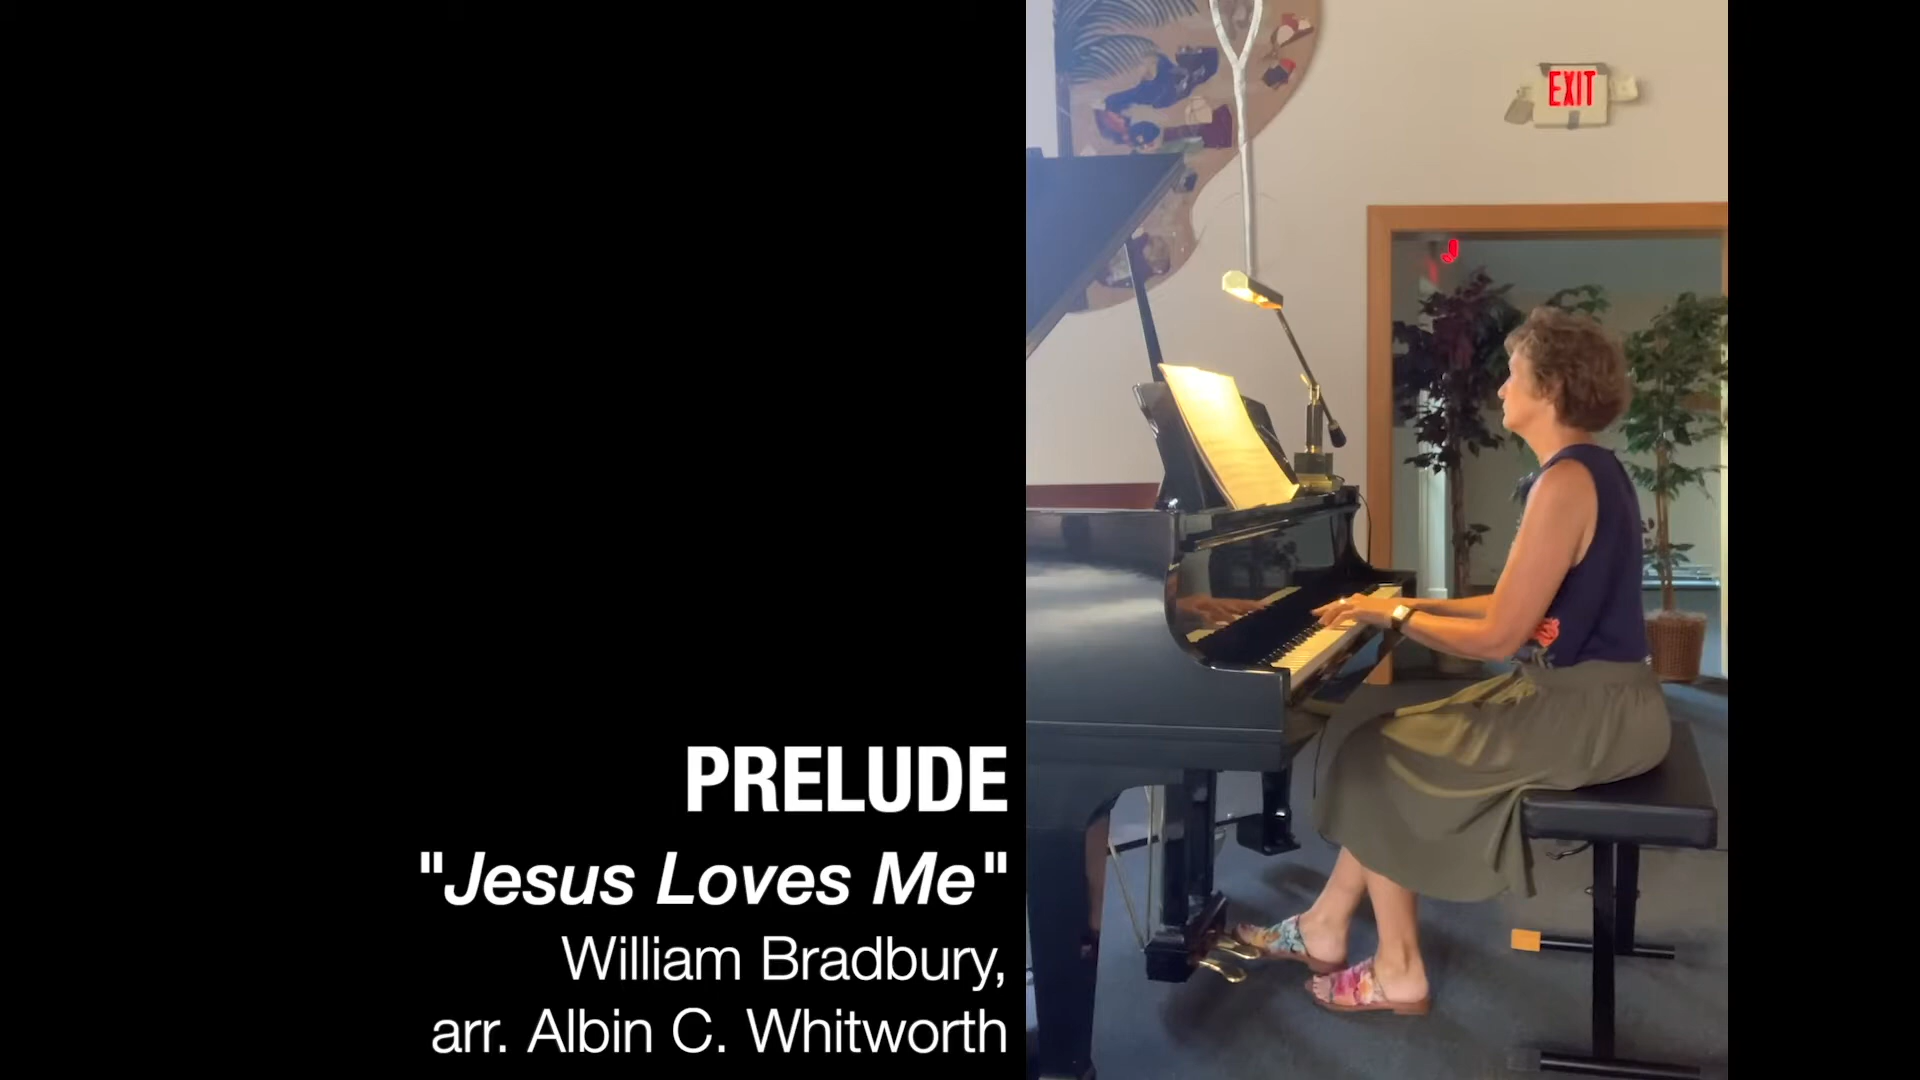 EXIT
PRELUDE
"Jesus Loves Me"
William Bradbury,
arr. Albin C. Whitworth